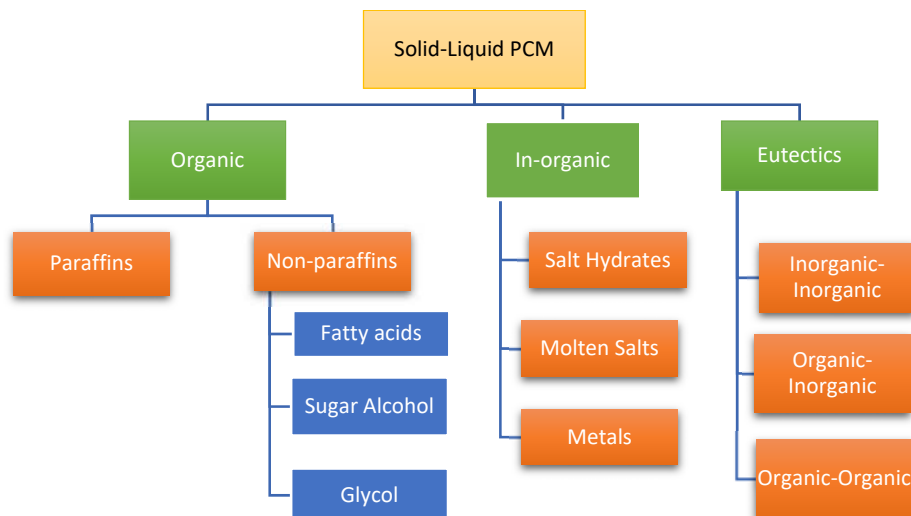 Solid-Liquid PCM
Organic
In-organic
Eutectics
Paraffins
Non-paraffins
Fatty acids
Sugar Alcohol
Glycol
Salt Hydrates
Molten Salts
Metals
Inorganic-
Inorganic
Organic-
Inorganic
Organic-Organic